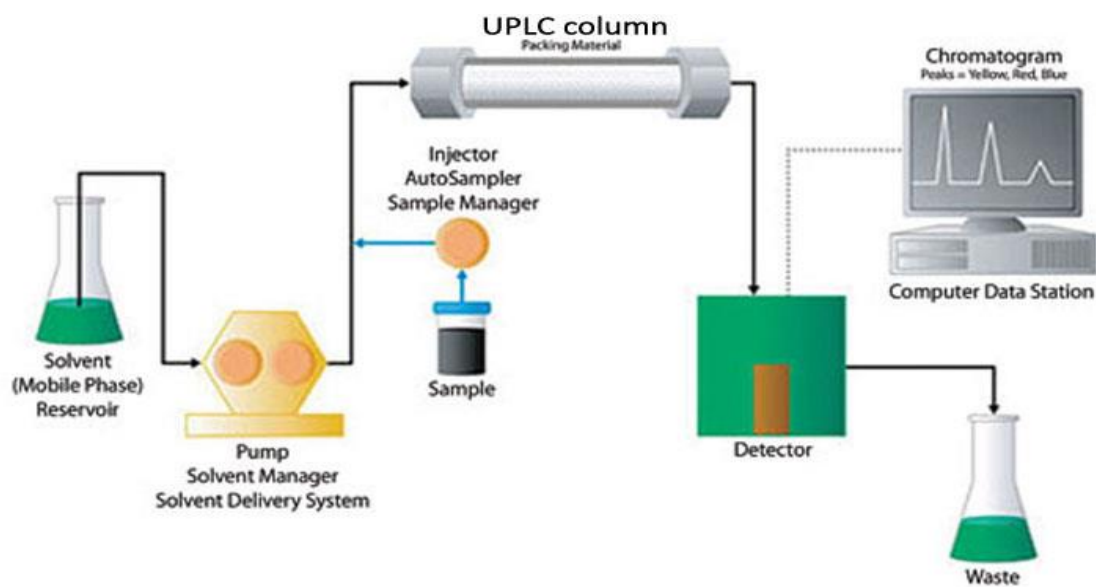 UPLC column
Packing Material
Chromatogram
Peaks = Yellow, Red, Blue
Injector
AutoSampler
Sample Manager
Computer Data Station
Solvent
(Mobile Phase)
Reservoir
Sample
Pump
Solvent Manager
Solvent Delivery System
Detector
Waste